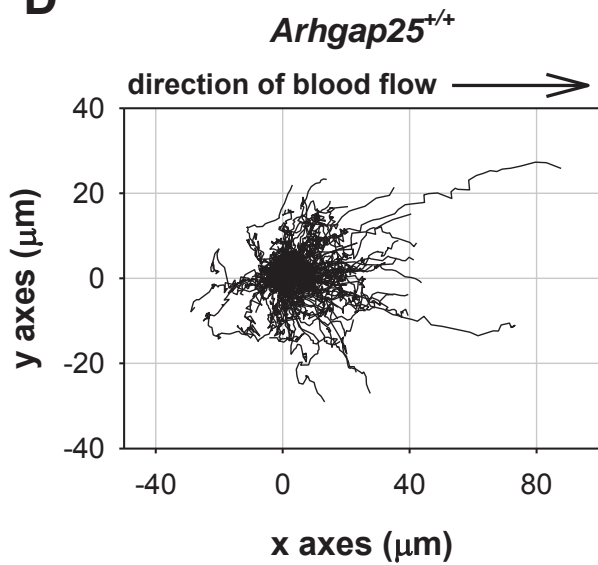 D
Arhgap25+/+
direction of blood flow
40
20
0
-20
-40
y axes (μm)
-40 0 40 80
x axes (μm)